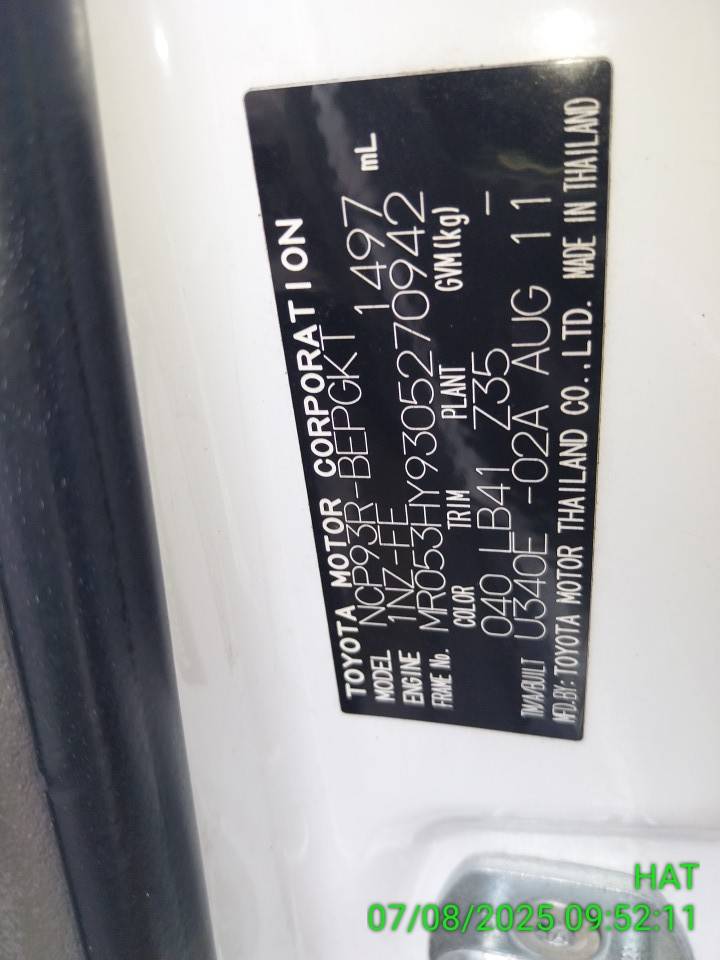 TOYOTA MOTOR CORPORATION
MODEL NCP93R-BEPGKT 1497 mL
ENGINE 1NZ-FE
FRAME No. MR053HY9305270942
COLOR TRIM PLANT GVM(kg)
040 LB41 Z35 -
T/M/A/BUILT U340E -02A AUG 11
MFD.BY: TOYOTA MOTOR THAILAND CO.,LTD. MADE IN THAILAND
HAT
07/08/2025 09:52:11